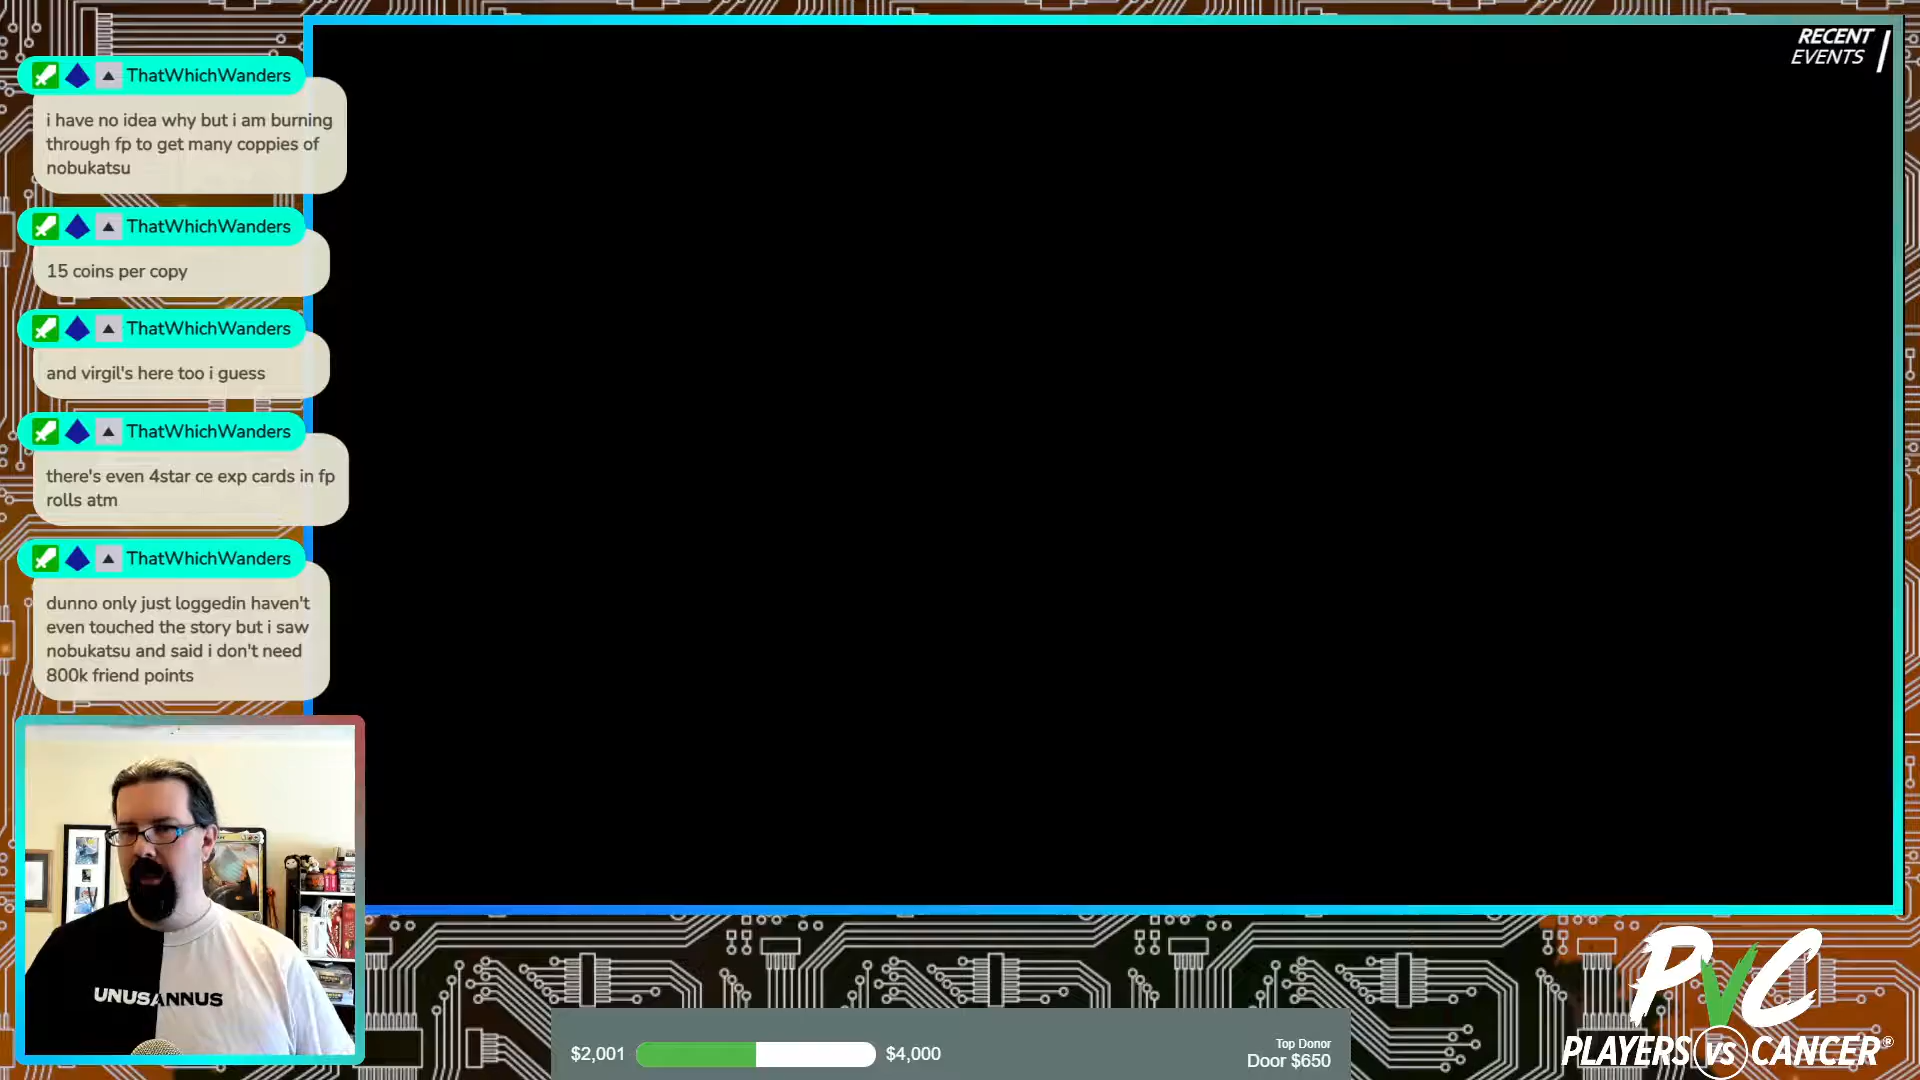 ThatWhichWanders
i have no idea why but i am burning
through fp to get many coppies of
nobukatsu
ThatWhichWanders
15 coins per copy
ThatWhichWanders
and virgil's here too i guess
ThatWhichWanders
there's even 4star ce exp cards in fp
rolls atm
ThatWhichWanders
dunno only just loggedin haven't
even touched the story but i saw
nobukatsu and said i don't need
800k friend points
RECENT
EVENTS
UNUSANNUS
$2,001
$4,000
Top Donor
Door $650
PVC
PLAYERS VS CANCER®